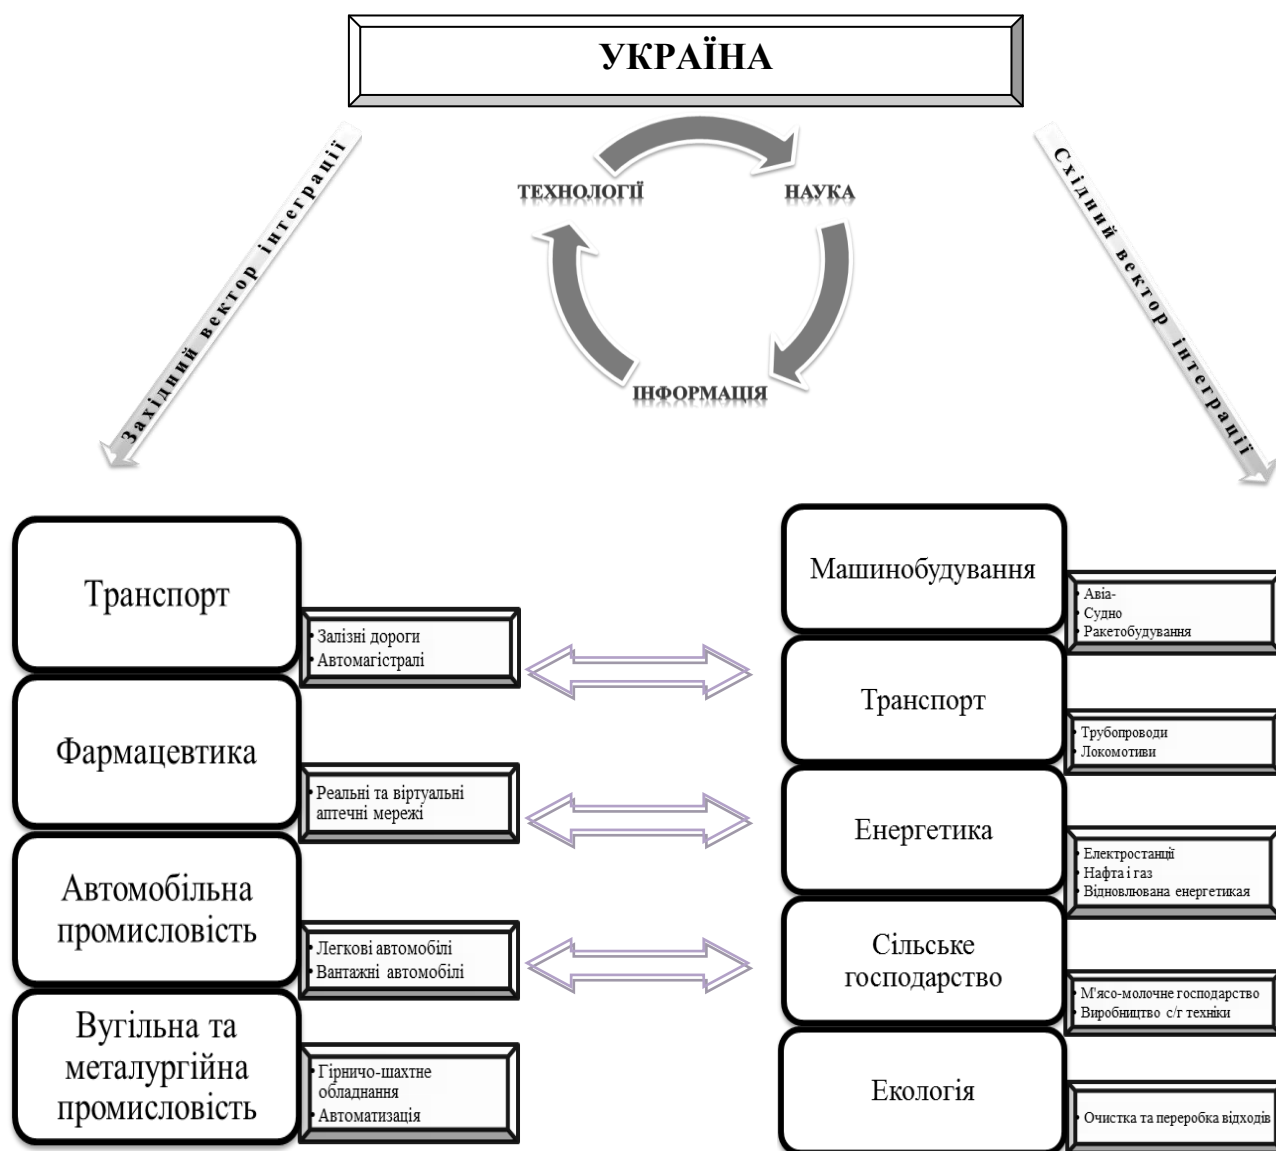 УКРАЇНА
ТЕХНОЛОГІЇ
НАУКА
ІНФОРМАЦІЯ
Західний вектор інтеграції
Східний вектор інтеграції
Транспорт
• Залізні дороги
• Автомагістралі
Фармацевтика
• Реальні та віртуальні
аптечні мережі
Автомобільна
промисловість
• Легкові автомобілі
• Вантажні автомобілі
Вугільна та
металургійна
промисловість
• Гірничо-шахтне
обладнання
• Автоматизація
Машинобудування
• Авіа-
• Судно
• Ракетобудування
Транспорт
• Трубопроводи
• Локомотиви
Енергетика
• Електростанції
• Нафта і газ
• Відновлювана енергетикая
Сільське
господарство
• М'ясо-молочне господарство
• Виробництво с/г техніки
Екологія
• Очистка та переробка відходів